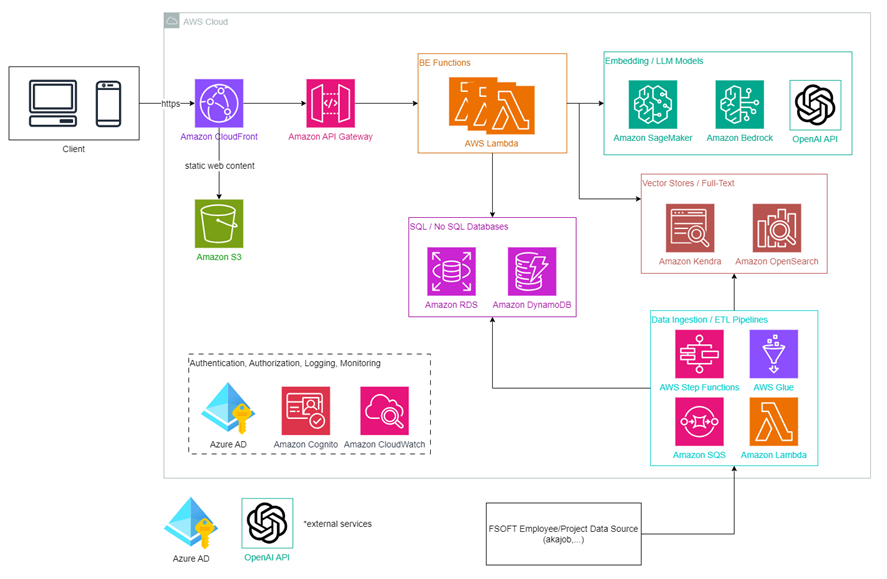 AWS Cloud
Client
https
Amazon CloudFront
static web content
Amazon S3
Amazon API Gateway
BE Functions
AWS Lambda
Embedding / LLM Models
Amazon SageMaker
Amazon Bedrock
OpenAI API
Vector Stores / Full-Text
Amazon Kendra
Amazon OpenSearch
SQL / No SQL Databases
Amazon RDS
Amazon DynamoDB
Data Ingestion / ETL Pipelines
AWS Step Functions
AWS Glue
Amazon SQS
Amazon Lambda
Authentication, Authorization, Logging, Monitoring
Azure AD
Amazon Cognito
Amazon CloudWatch
Azure AD
OpenAI API
*external services
FSOFT Employee/Project Data Source
(akajob,...)